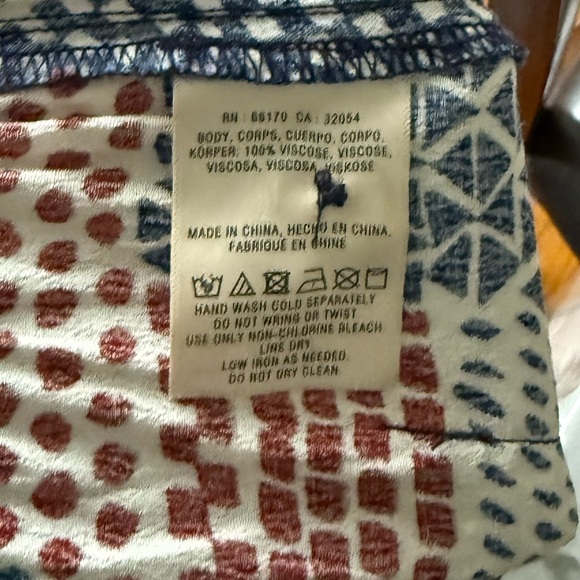 RN : 66170 CA : 32054
BODY, CORPS, CUERPO, CORPO,
KÖRPER: 100% VISCOSE, VISCOSE,
VISCOSA, VISCOSA, VISKOSE
MADE IN CHINA, HECHO EN CHINA,
FABRIQUÉ EN CHINE
HAND WASH COLD SEPARATELY
DO NOT WRING OR TWIST
USE ONLY NON-CHLORINE BLEACH
LINE DRY
LOW IRON AS NEEDED.
DO NOT DRY CLEAN.